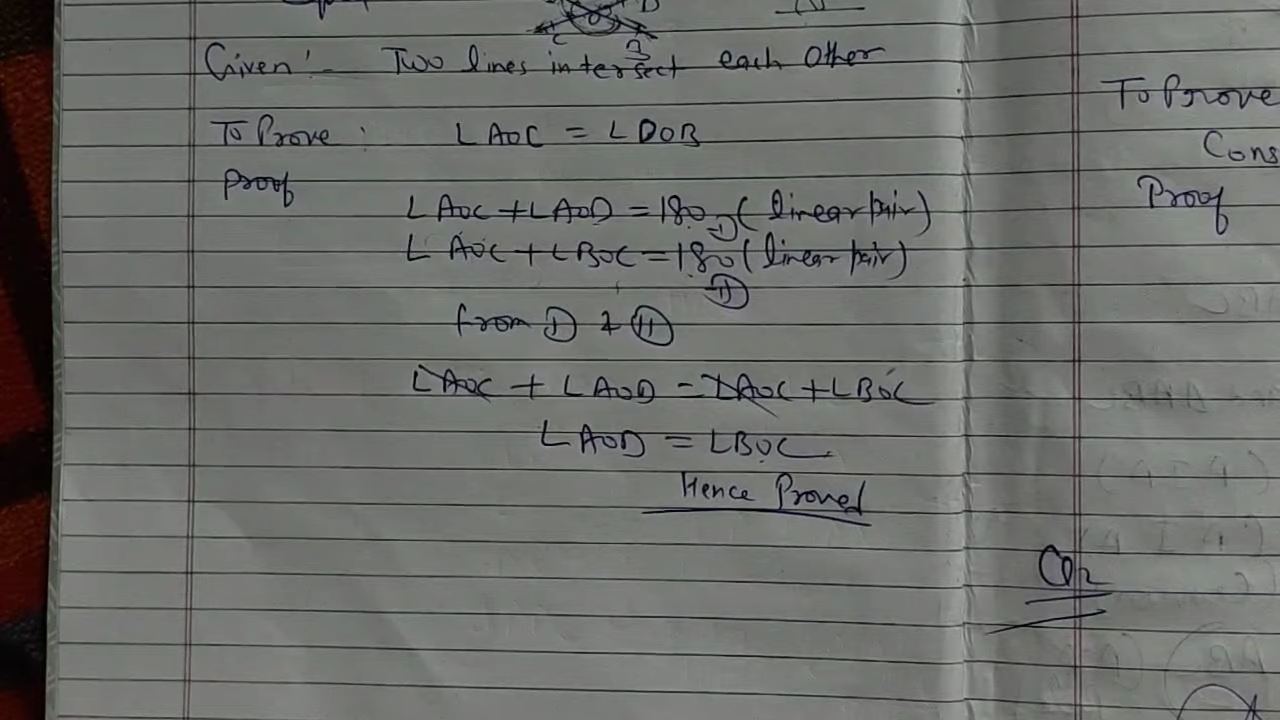 C D
B
Given :- Two lines intersect each other
To Prove : ∠AOC = ∠DOB
Proof
∠AOC + ∠AOD = 180 (linear pair)
I
∠AOC + ∠BOC = 180 (linear pair)
II
from I & II
∠AOC + ∠AOD = ∠AOC + ∠BOC
∠AOD = ∠BOC
Hence Proved
To Prove
Cons
Proof
Q2